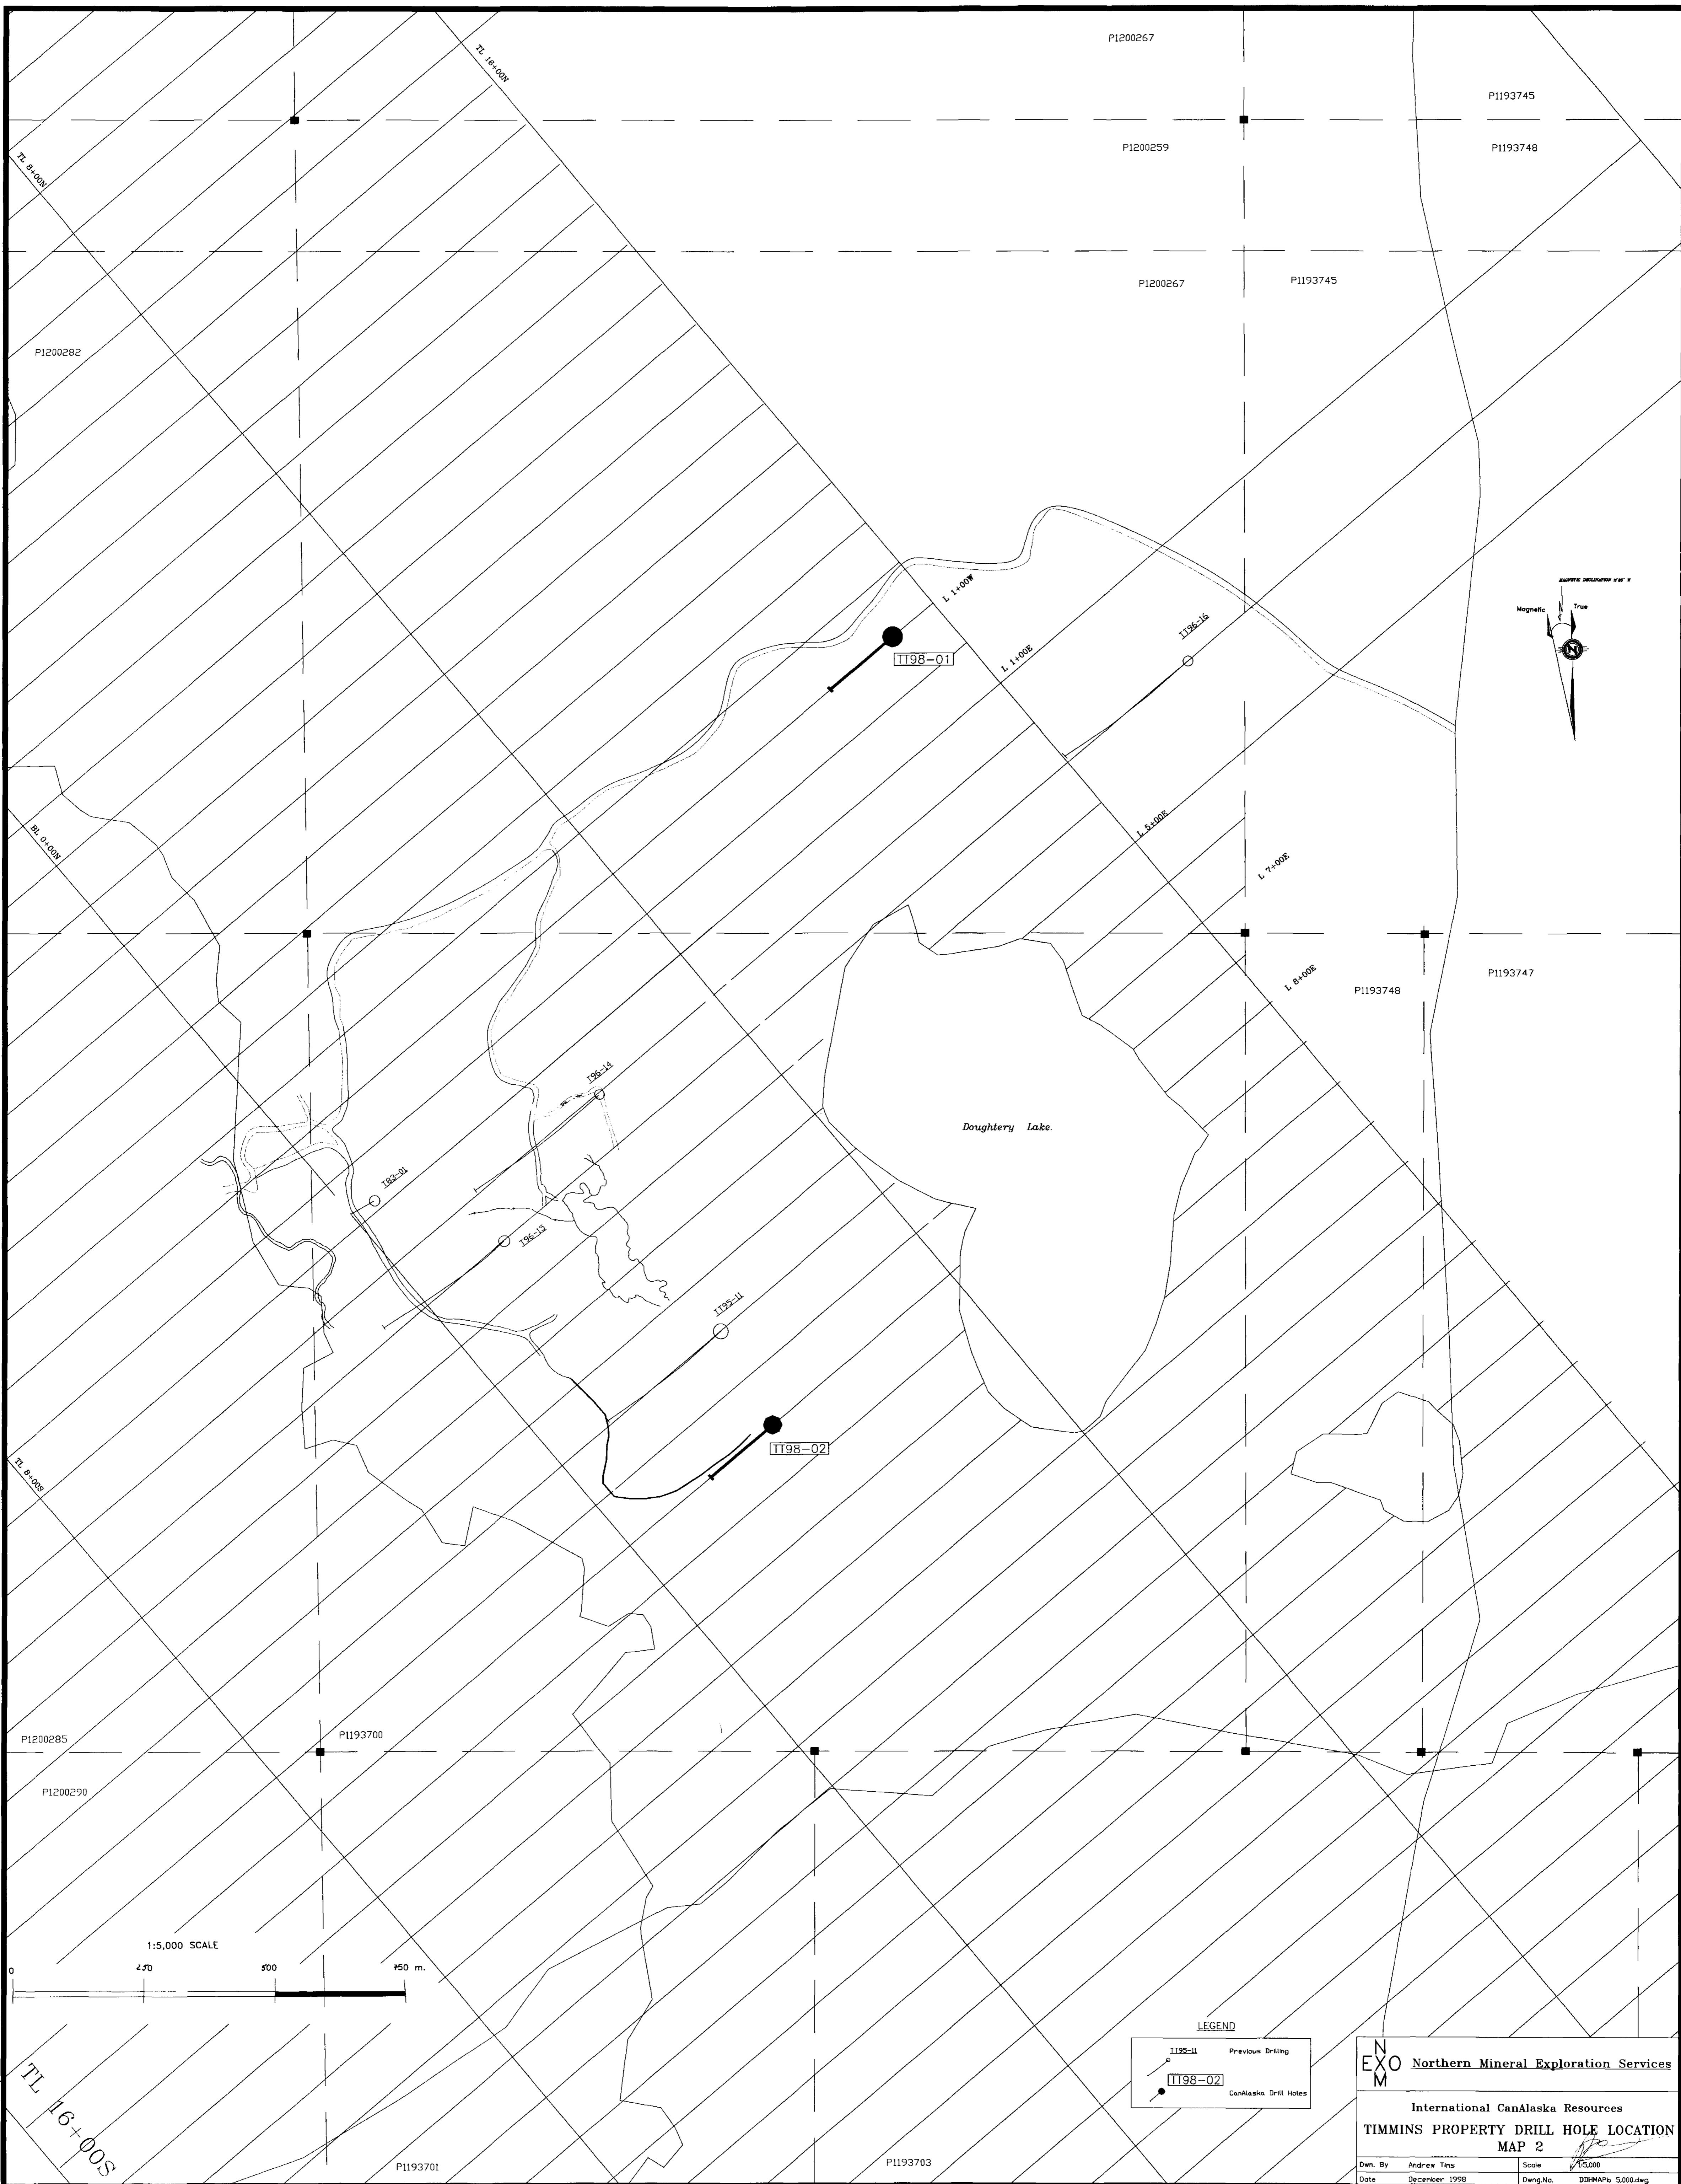 P1200267
TL 16+00N
P1193745
P1200259
P1193748
TL 8+00N
P1200267
P1193745
P1200282
MAGNETIC DECLINATION
Magnetic
True
N
L 1+00W
TT96-16
TT98-01
L 1+00E
L 5+00E
BL 0+00N
L 7+00E
L 8+00E
P1193747
P1193748
T96-14
Doughtery Lake.
T83-01
T96-15
TT95-11
TT98-02
TL 8+00S
P1200285
P1193700
P1200290
1:5,000 SCALE
0 250 500 750 m.
TL 16+00S
P1193701
P1193703
LEGEND
TT95-11 Previous Drilling
TT98-02
CanAlaska Drill Holes
N
EXO
M
Northern Mineral Exploration Services
International CanAlaska Resources
TIMMINS PROPERTY DRILL HOLE LOCATION
MAP 2
Dwn. By Andrew Tims Scale 1:5,000
Date December 1998 Dwng.No. DDHMAPb 5,000.dwg